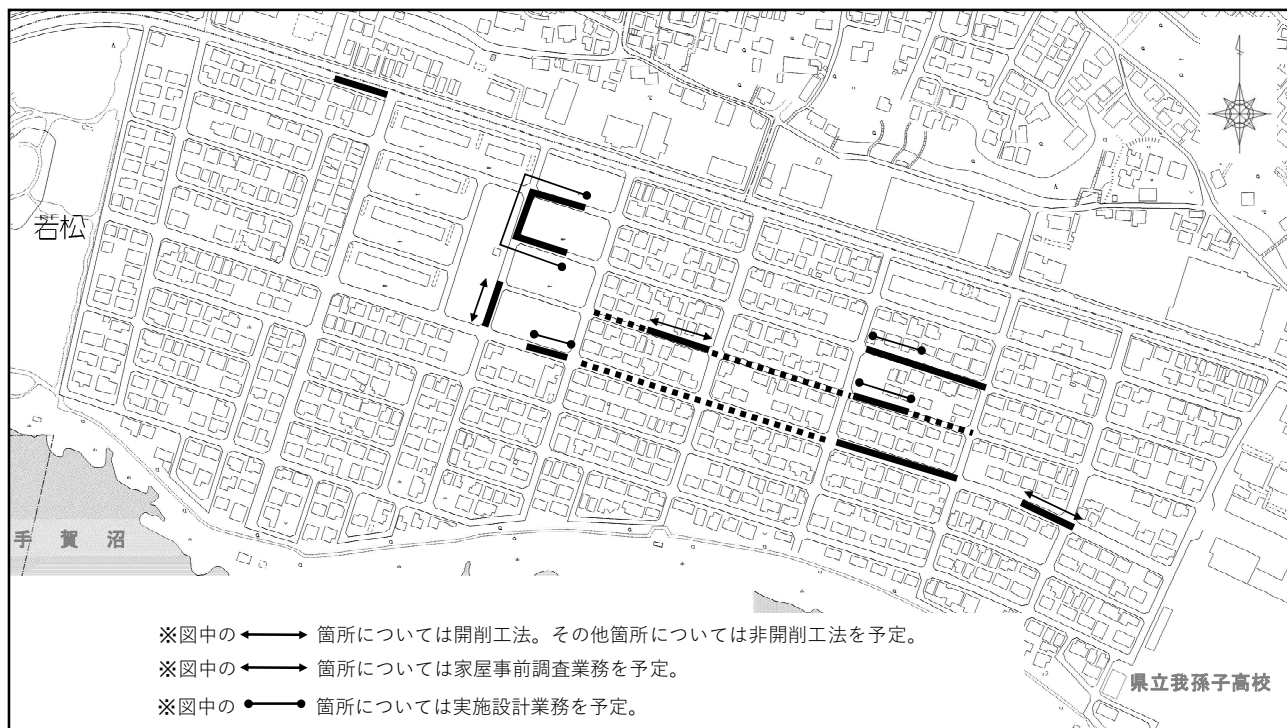 若松
手賀沼
※図中の ←→ 箇所については開削工法。その他箇所については非開削工法を予定。
※図中の ←→ 箇所については家屋事前調査業務を予定。
県立我孫子高校
※図中の ●─● 箇所については実施設計業務を予定。